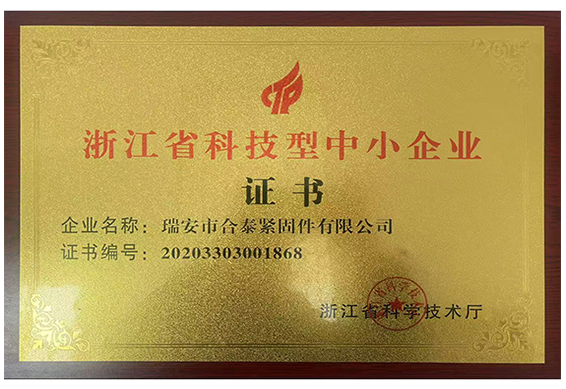 浙江省科技型中小企业
证书
企业名称：瑞安市合泰紧固件有限公司
证书编号：20203303001868
浙江省科学技术厅